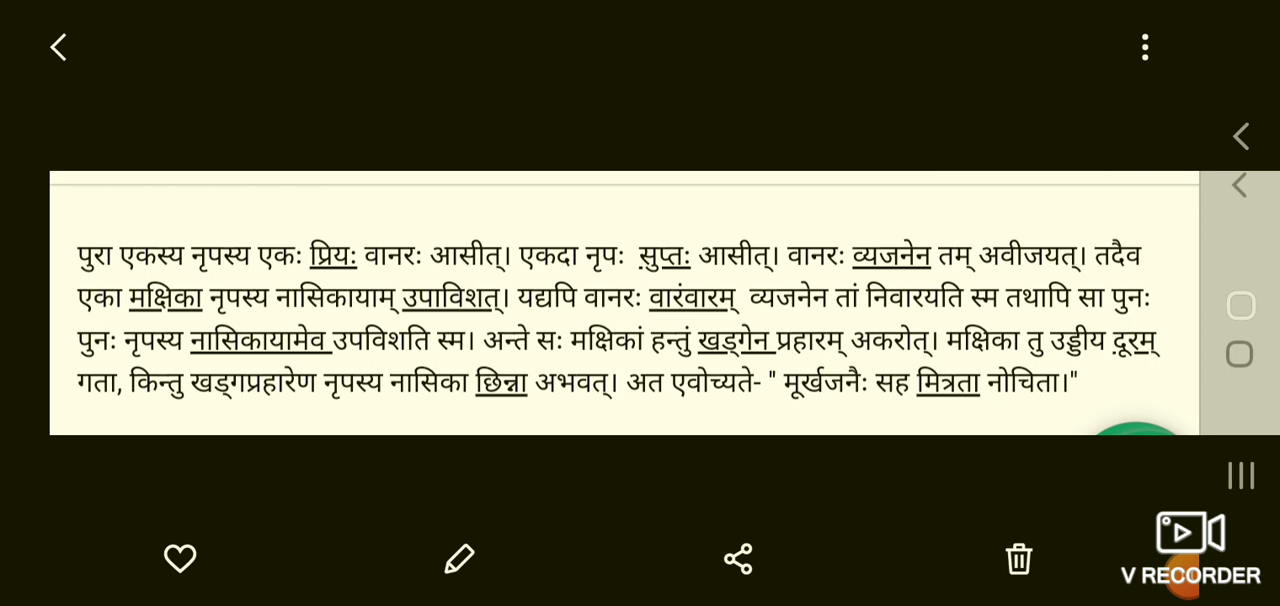 पुरा एकस्य नृपस्य एकः प्रियः वानरः आसीत्। एकदा नृपः सुप्तः आसीत्। वानरः व्यजनेन तम् अवीजयत्। तदैव
एका मक्षिका नृपस्य नासिकायाम् उपाविशत्। यद्यपि वानरः वारंवारम् व्यजनेन तां निवारयति स्म तथापि सा पुनः
पुनः नृपस्य नासिकायामेव उपविशति स्म। अन्ते सः मक्षिकां हन्तुं खड्गेन प्रहारम् अकरोत्। मक्षिका तु उड्डीय दूरम्
गता, किन्तु खड्गप्रहारेण नृपस्य नासिका छिन्ना अभवत्। अत एवोच्यते- " मूर्खजनैः सह मित्रता नोचिता।"
V RECORDER